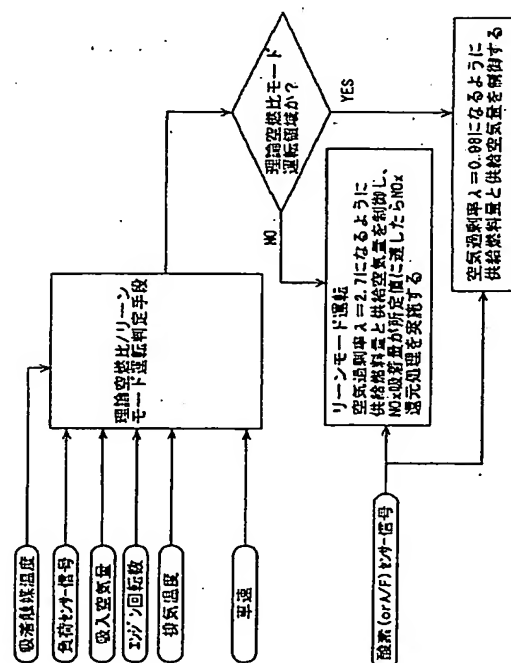 吸着触媒温度
負荷センサー信号
吸入空気量
エンジン回転数
排気温度
車速
理論空燃比/リーン
モード運転判定手段
理論空燃比モード
運転領域か?
NO
YES
リーンモード運転
空気過剰率λ=2.7になるように
供給燃料量と供給空気量を制御し、
NOx吸着量が所定値に達したらNOx
還元処理を実施する
空気過剰率λ=0.98になるように
供給燃料量と供給空気量を制御する
酸素(orA/F)センサー信号